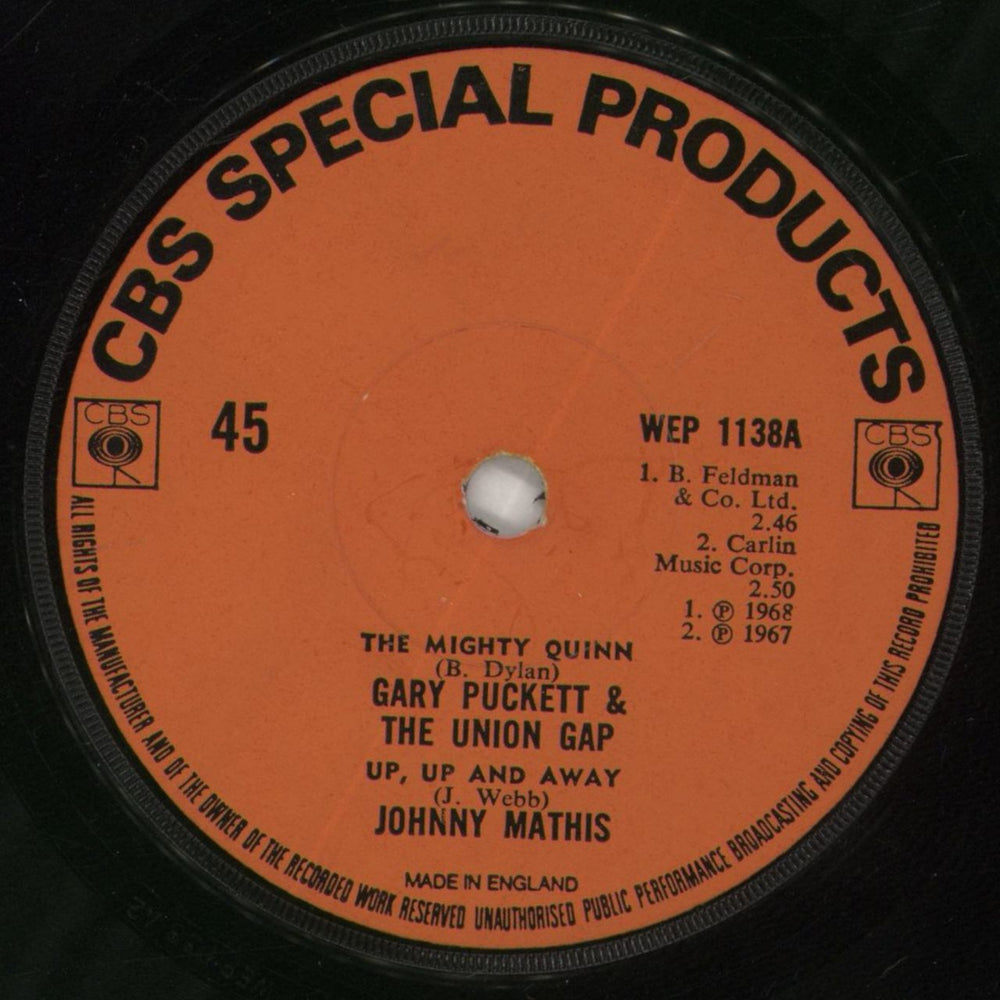 CBS SPECIAL PRODUCTS
CBS
45
WEP 1138A
CBS
1. B. Feldman
& Co. Ltd.
2.46
2. Carlin
Music Corp.
2.50
1. ℗ 1968
2. ℗ 1967
THE MIGHTY QUINN
(B. Dylan)
GARY PUCKETT &
THE UNION GAP
UP, UP AND AWAY
(J. Webb)
JOHNNY MATHIS
MADE IN ENGLAND
ALL RIGHTS OF THE MANUFACTURER AND OF THE OWNER OF THE RECORDED WORK RESERVED UNAUTHORISED PUBLIC PERFORMANCE BROADCASTING AND COPYING OF THIS RECORD PROHIBITED